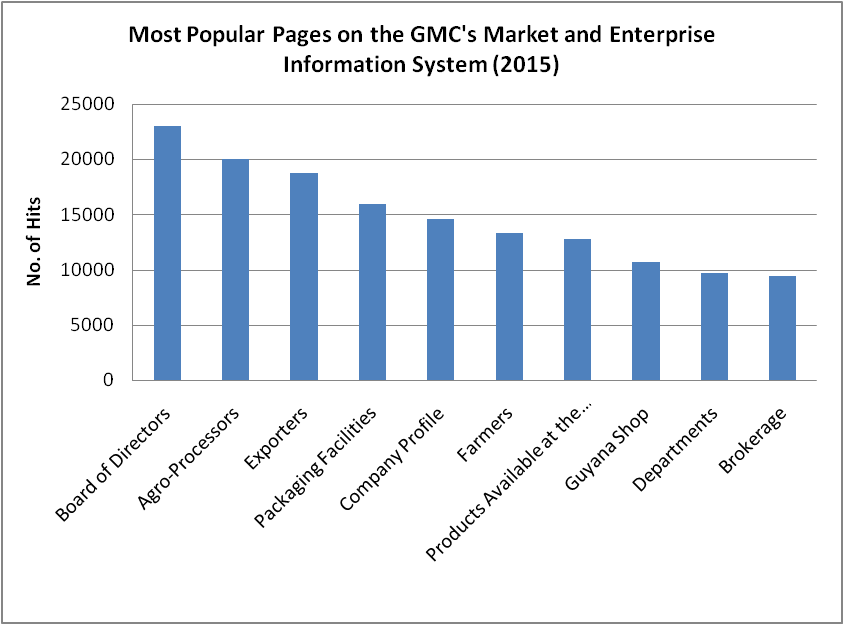 Most Popular Pages on the GMC's Market and Enterprise
Information System (2015)
No. of Hits
25000
20000
15000
10000
5000
0
Board of Directors
Agro-Processors
Exporters
Packaging Facilities
Company Profile
Farmers
Products Available at the...
Guyana Shop
Departments
Brokerage